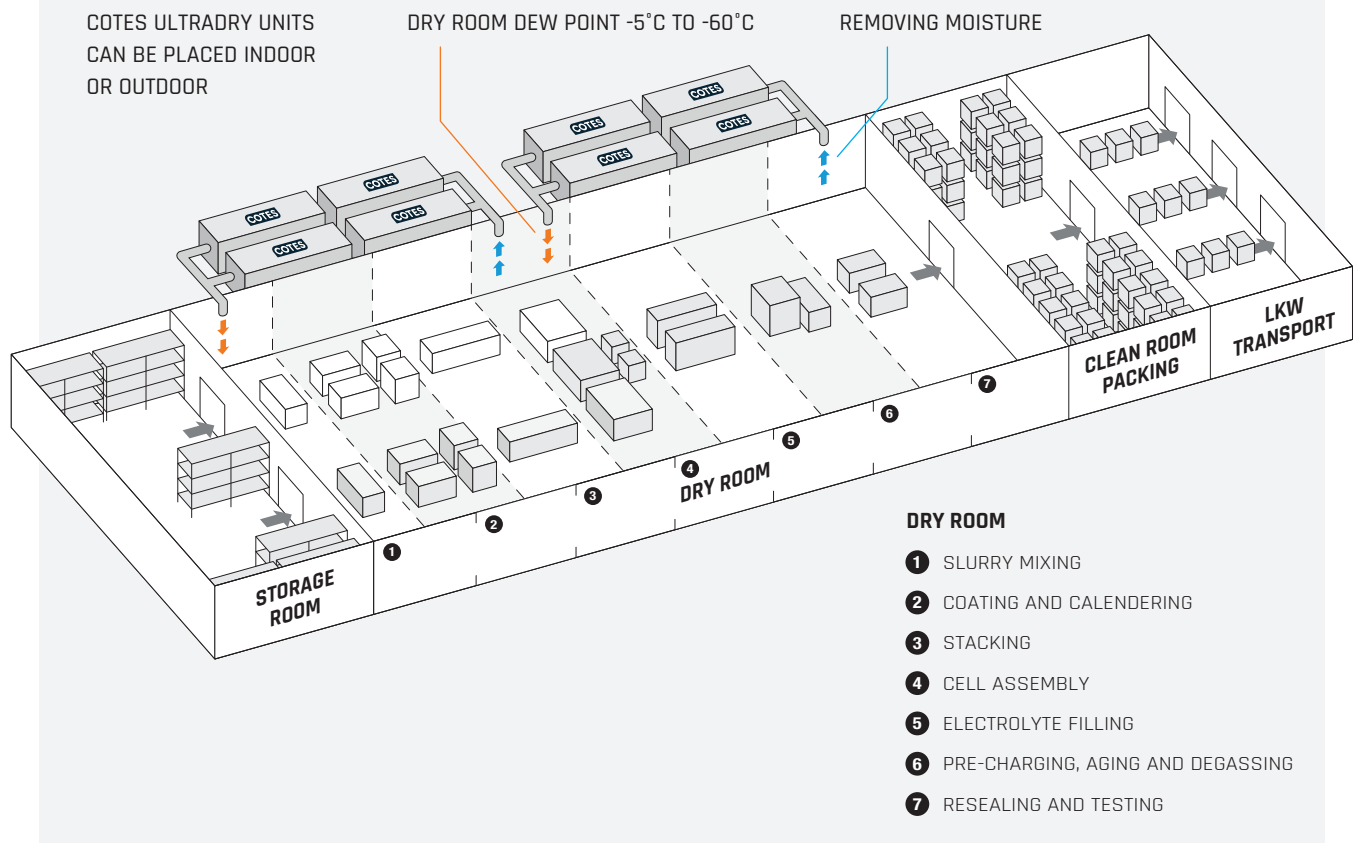 COTES ULTRADRY UNITS
CAN BE PLACED INDOOR
OR OUTDOOR
DRY ROOM DEW POINT -5°C TO -60°C
REMOVING MOISTURE
COTES
COTES
COTES
COTES
COTES
COTES
COTES
COTES
STORAGE
ROOM
DRY ROOM
CLEAN ROOM
PACKING
LKW
TRANSPORT
1
2
3
4
5
6
7
DRY ROOM
1 SLURRY MIXING
2 COATING AND CALENDERING
3 STACKING
4 CELL ASSEMBLY
5 ELECTROLYTE FILLING
6 PRE-CHARGING, AGING AND DEGASSING
7 RESEALING AND TESTING